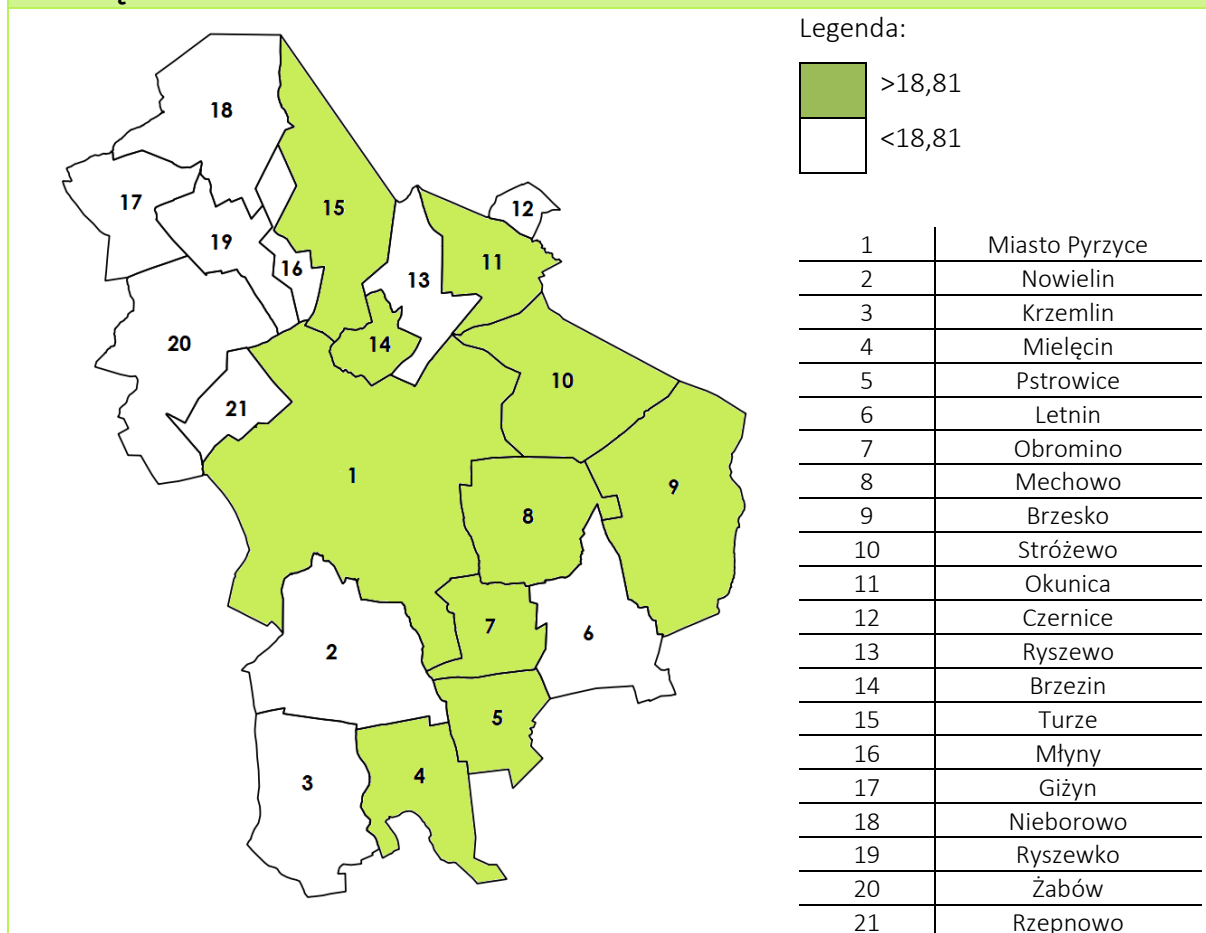 Legenda:
>18,81
<18,81
18
17
15
12
19
16
11
13
20
14
10
21
1
9
8
7
6
2
5
4
3
1 Miasto Pyrzyce
2 Nowielin
3 Krzemlin
4 Mielęcin
5 Pstrowice
6 Letnin
7 Obromino
8 Mechowo
9 Brzesko
10 Stróżewo
11 Okunica
12 Czernice
13 Ryszewo
14 Brzezin
15 Turze
16 Młyny
17 Giżyn
18 Nieborowo
19 Ryszewko
20 Żabów
21 Rzepnowo